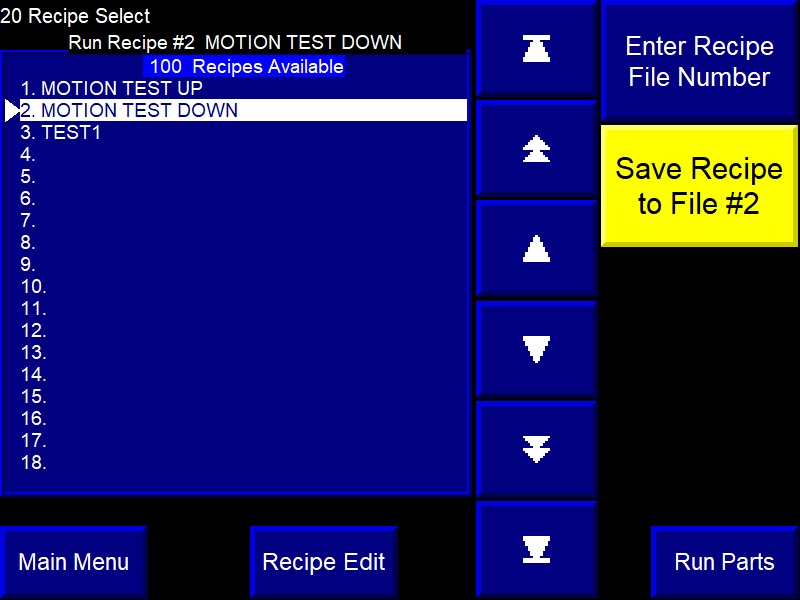 20 Recipe Select
Run Recipe #2  MOTION TEST DOWN
100  Recipes Available
1. MOTION TEST UP
2. MOTION TEST DOWN
3. TEST1
4.
5.
6.
7.
8.
9.
10.
11.
12.
13.
14.
15.
16.
17.
18.
Enter Recipe
File Number
Save Recipe
to File #2
Main Menu
Recipe Edit
Run Parts